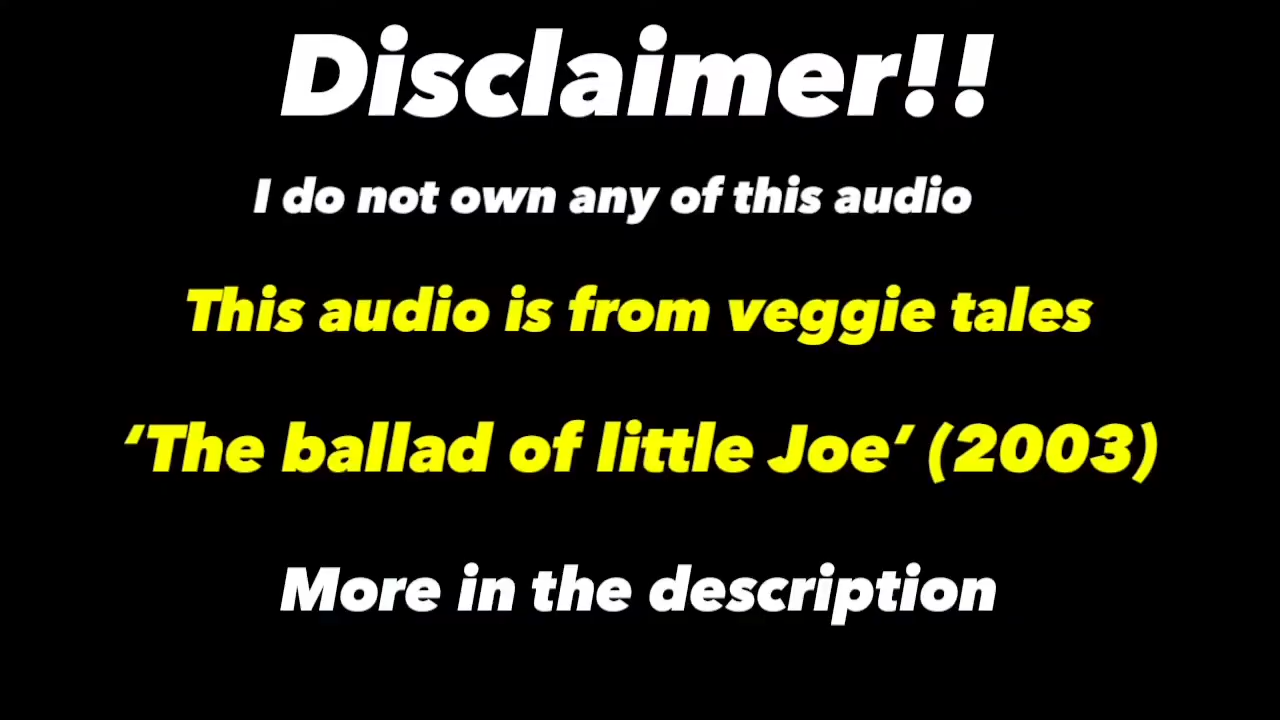 Disclaimer!!
I do not own any of this audio
This audio is from veggie tales
‘The ballad of little Joe’ (2003)
More in the description